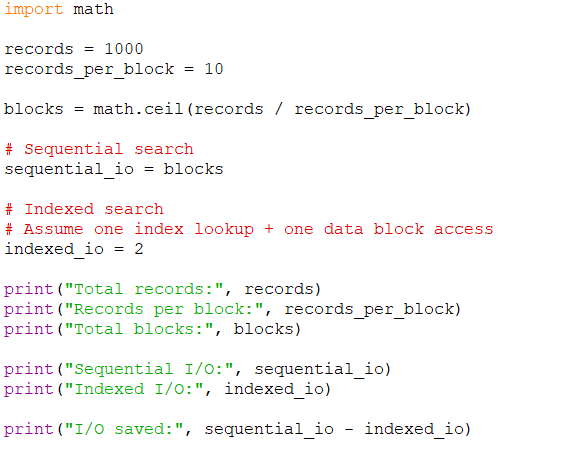 import math
records = 1000
records_per_block = 10
blocks = math.ceil(records / records_per_block)
# Sequential search
sequential_io = blocks
# Indexed search
# Assume one index lookup + one data block access
indexed_io = 2
print("Total records:", records)
print("Records per block:", records_per_block)
print("Total blocks:", blocks)
print("Sequential I/O:", sequential_io)
print("Indexed I/O:", indexed_io)
print("I/O saved:", sequential_io - indexed_io)